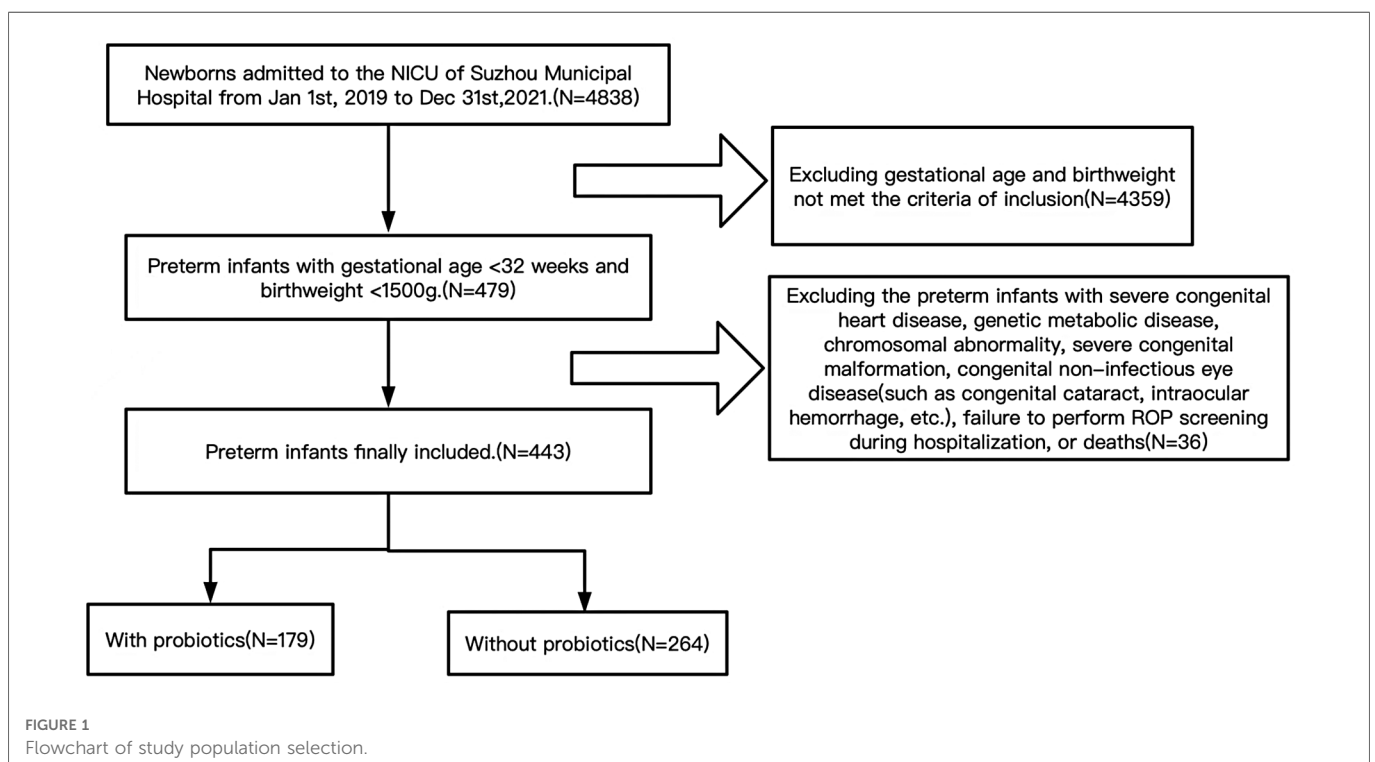 Newborns admitted to the NICU of Suzhou Municipal
Hospital from Jan 1st, 2019 to Dec 31st,2021.(N=4838)
Excluding gestational age and birthweight
not met the criteria of inclusion(N=4359)
Preterm infants with gestational age <32 weeks and
birthweight <1500g.(N=479)
Excluding the preterm infants with severe congenital
heart disease, genetic metabolic disease,
chromosomal abnormality, severe congenital
malformation, congenital non–infectious eye
disease(such as congenital cataract, intraocular
hemorrhage, etc.), failure to perform ROP screening
during hospitalization, or deaths(N=36)
Preterm infants finally included.(N=443)
With probiotics(N=179)
Without probiotics(N=264)
FIGURE 1
Flowchart of study population selection.